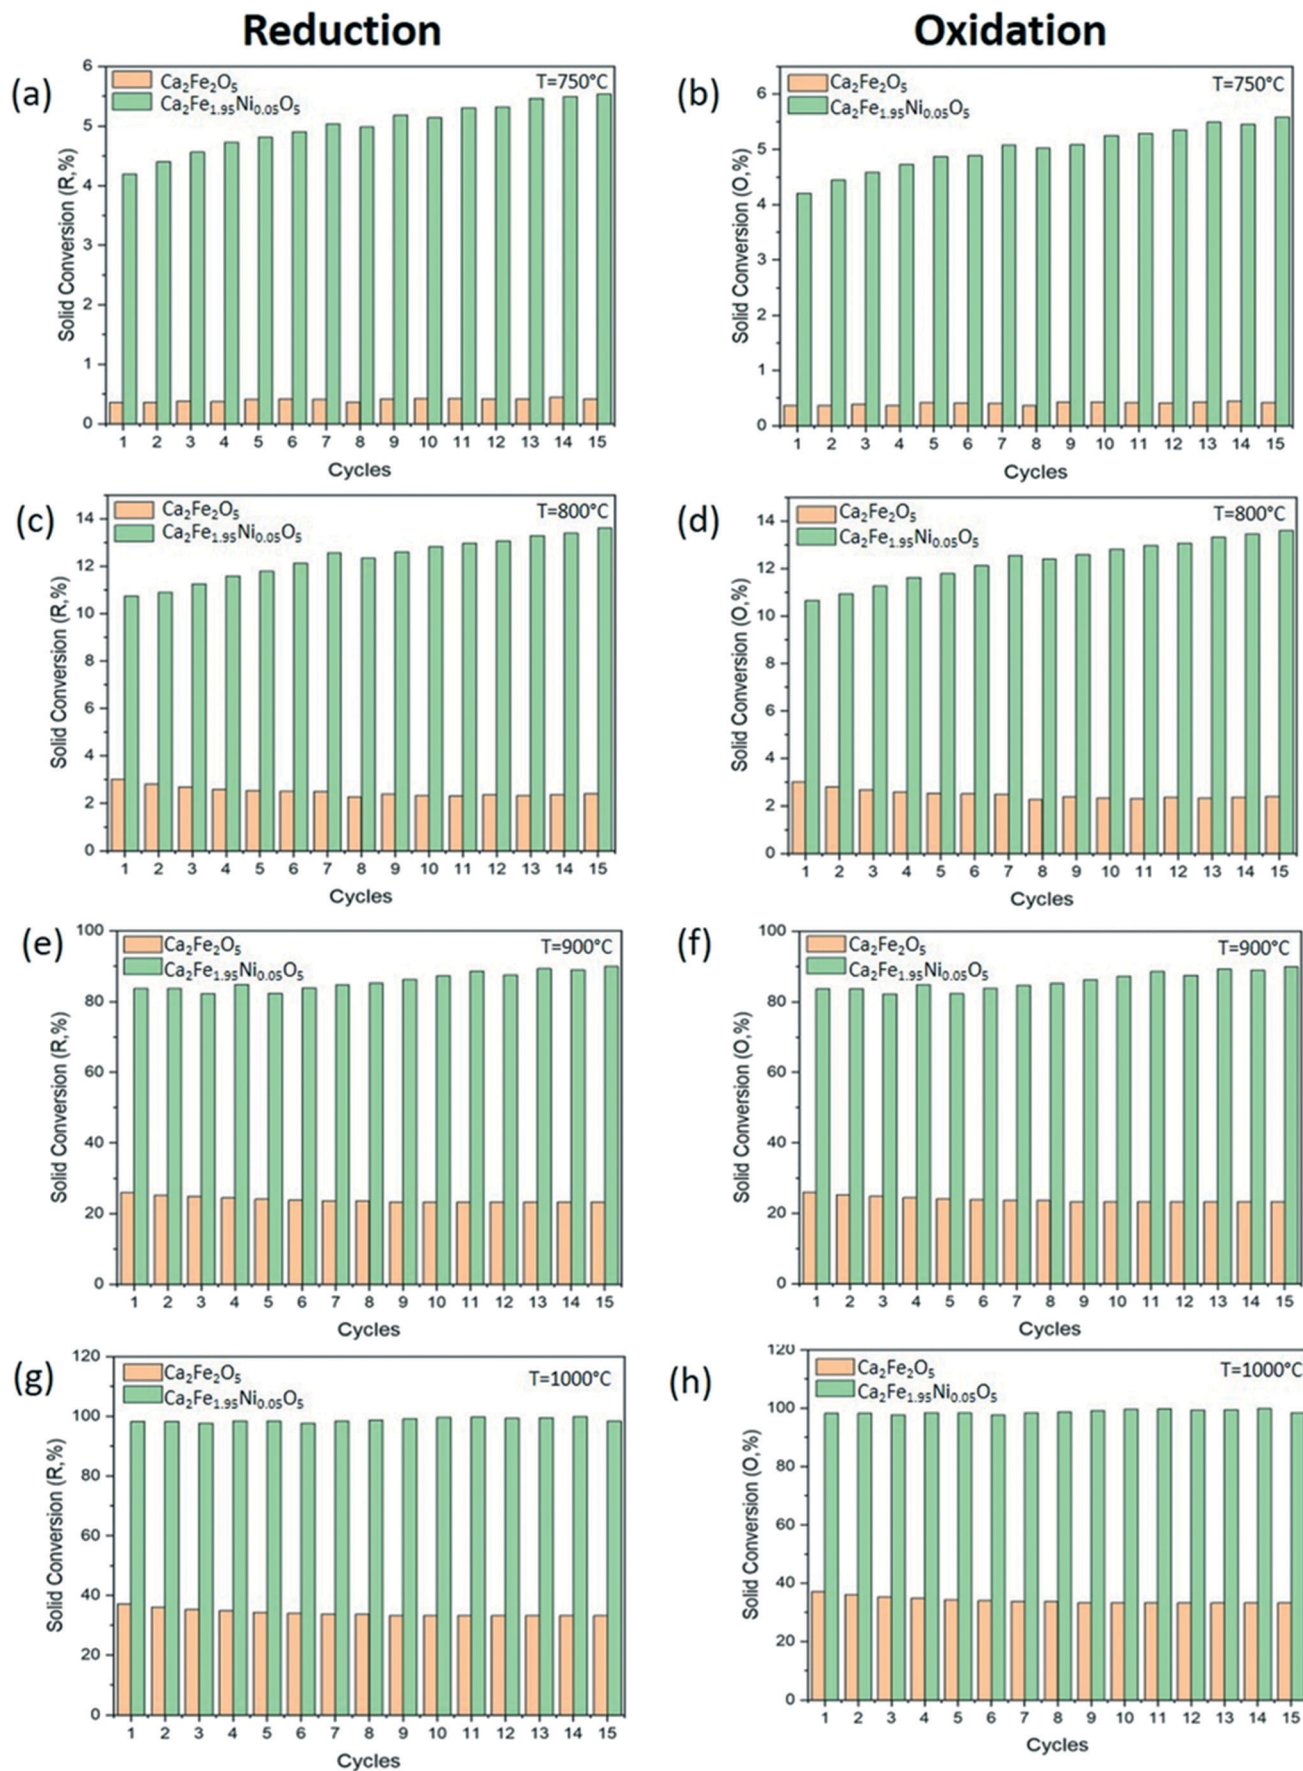 Reduction
Oxidation
(a)
6
5
4
3
2
1
0
Solid Conversion (R,%)
Ca₂Fe₂O₅
Ca₂Fe₁.₉₅Ni₀.₀₅O₅
T=750°C
1 2 3 4 5 6 7 8 9 10 11 12 13 14 15
Cycles
(b)
6
5
4
3
2
1
0
Solid Conversion (O,%)
Ca₂Fe₂O₅
Ca₂Fe₁.₉₅Ni₀.₀₅O₅
T=750°C
1 2 3 4 5 6 7 8 9 10 11 12 13 14 15
Cycles
(c)
14
12
10
8
6
4
2
0
Solid Conversion (R,%)
Ca₂Fe₂O₅
Ca₂Fe₁.₉₅Ni₀.₀₅O₅
T=800°C
1 2 3 4 5 6 7 8 9 10 11 12 13 14 15
Cycles
(d)
14
12
10
8
6
4
2
0
Solid Conversion (O,%)
Ca₂Fe₂O₅
Ca₂Fe₁.₉₅Ni₀.₀₅O₅
T=800°C
1 2 3 4 5 6 7 8 9 10 11 12 13 14 15
Cycles
(e)
100
80
60
40
20
0
Solid Conversion (R,%)
Ca₂Fe₂O₅
Ca₂Fe₁.₉₅Ni₀.₀₅O₅
T=900°C
1 2 3 4 5 6 7 8 9 10 11 12 13 14 15
Cycles
(f)
100
80
60
40
20
0
Solid Conversion (O,%)
Ca₂Fe₂O₅
Ca₂Fe₁.₉₅Ni₀.₀₅O₅
T=900°C
1 2 3 4 5 6 7 8 9 10 11 12 13 14 15
Cycles
(g)
120
100
80
60
40
20
0
Solid Conversion (R,%)
Ca₂Fe₂O₅
Ca₂Fe₁.₉₅Ni₀.₀₅O₅
T=1000°C
1 2 3 4 5 6 7 8 9 10 11 12 13 14 15
Cycles
(h)
120
100
80
60
40
20
0
Solid Conversion (O,%)
Ca₂Fe₂O₅
Ca₂Fe₁.₉₅Ni₀.₀₅O₅
T=1000°C
1 2 3 4 5 6 7 8 9 10 11 12 13 14 15
Cycles